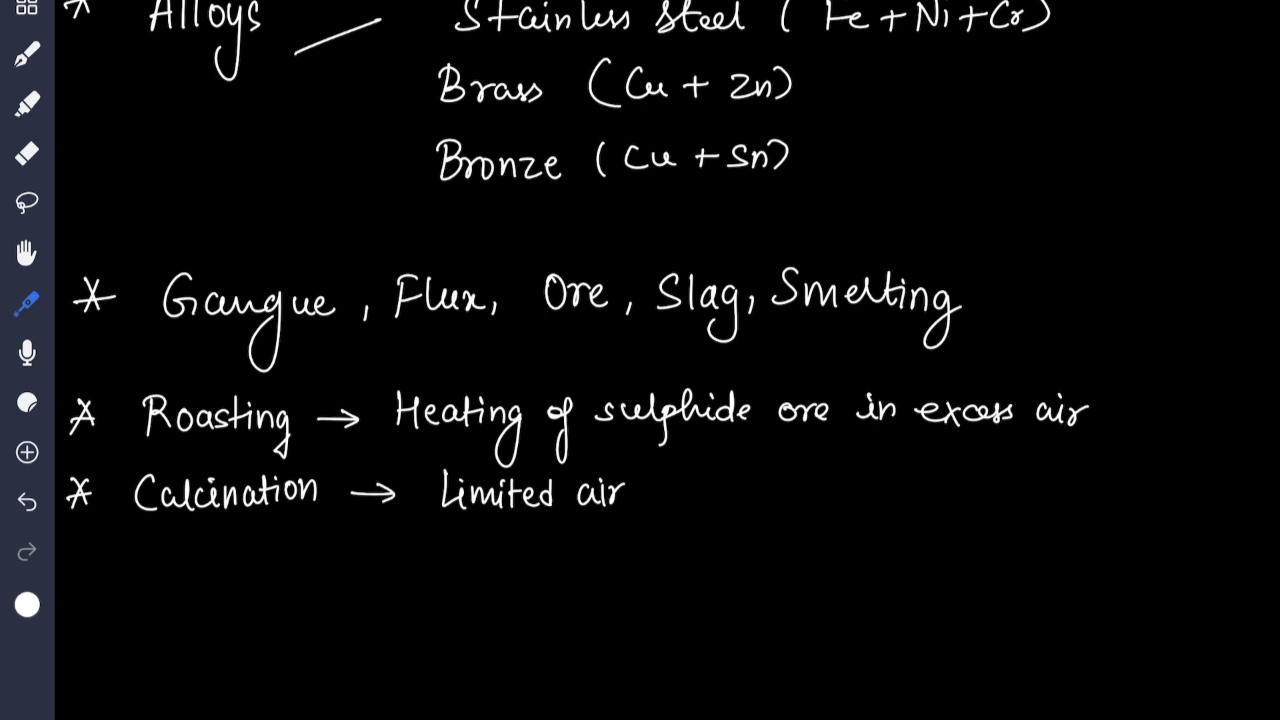 * Alloys — Stainless steel ( Fe + Ni + Cr )
Brass ( Cu + Zn )
Bronze ( Cu + Sn )
* Gangue , Flux, Ore , Slag, Smelting
* Roasting → Heating of sulphide ore in excess air
* Calcination → Limited air